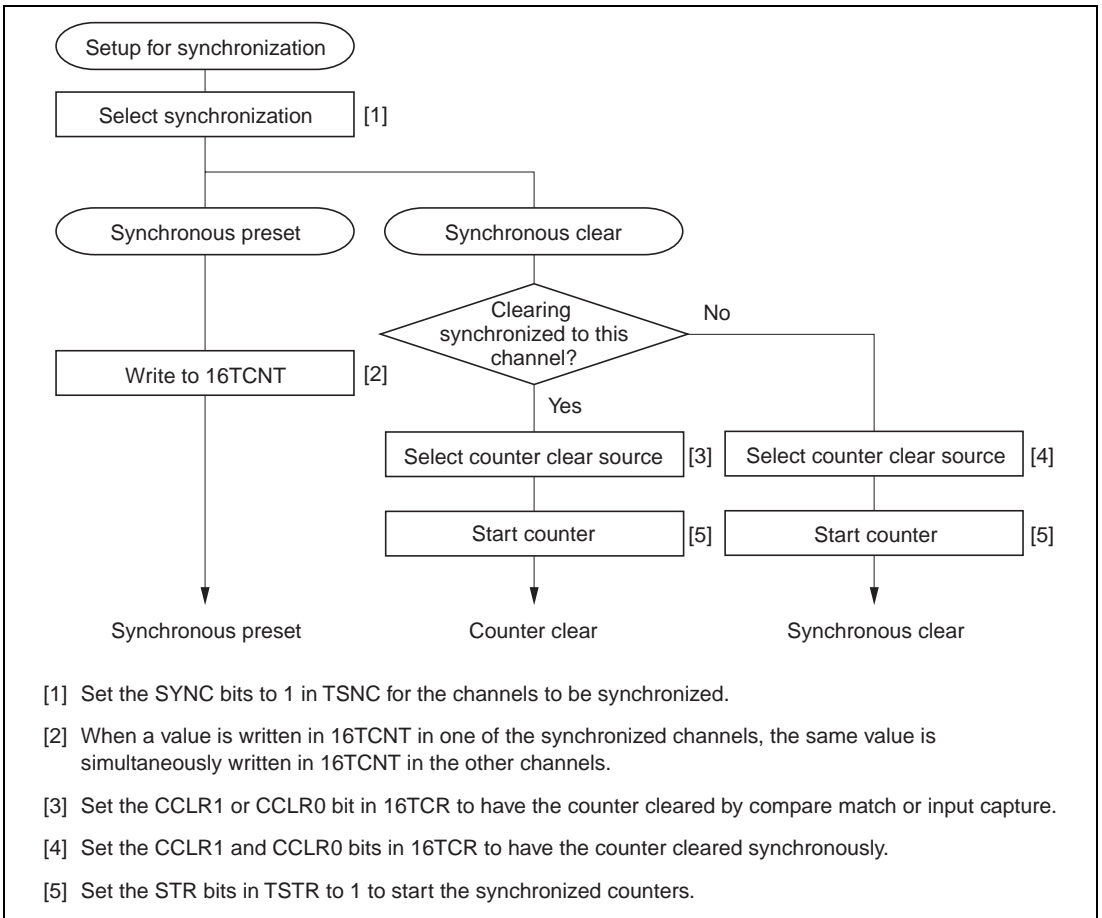 Setup for synchronization
Select synchronization [1]
Synchronous preset
Synchronous clear
Clearing
synchronized to this
channel?
No
Yes
Write to 16TCNT [2]
Select counter clear source [3]
Select counter clear source [4]
Start counter [5]
Start counter [5]
Synchronous preset
Counter clear
Synchronous clear
[1] Set the SYNC bits to 1 in TSNC for the channels to be synchronized.
[2] When a value is written in 16TCNT in one of the synchronized channels, the same value is
simultaneously written in 16TCNT in the other channels.
[3] Set the CCLR1 or CCLR0 bit in 16TCR to have the counter cleared by compare match or input capture.
[4] Set the CCLR1 and CCLR0 bits in 16TCR to have the counter cleared synchronously.
[5] Set the STR bits in TSTR to 1 to start the synchronized counters.